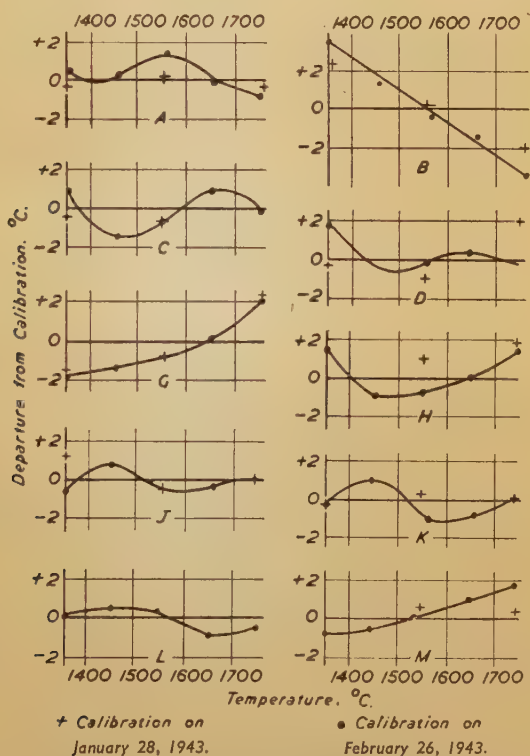 1400 1500 1600 1700
1400 1500 1600 1700
+2
0
-2
A
+2
0
-2
B
+2
0
-2
C
+2
0
-2
D
+2
0
-2
G
+2
0
-2
H
+2
0
-2
J
+2
0
-2
K
+2
0
-2
L
+2
0
-2
M
1400 1500 1600 1700
1400 1500 1600 1700
Departure from Calibration. °C.
Temperature. °C.
+ Calibration on
January 28, 1943.
• Calibration on
February 26, 1943.